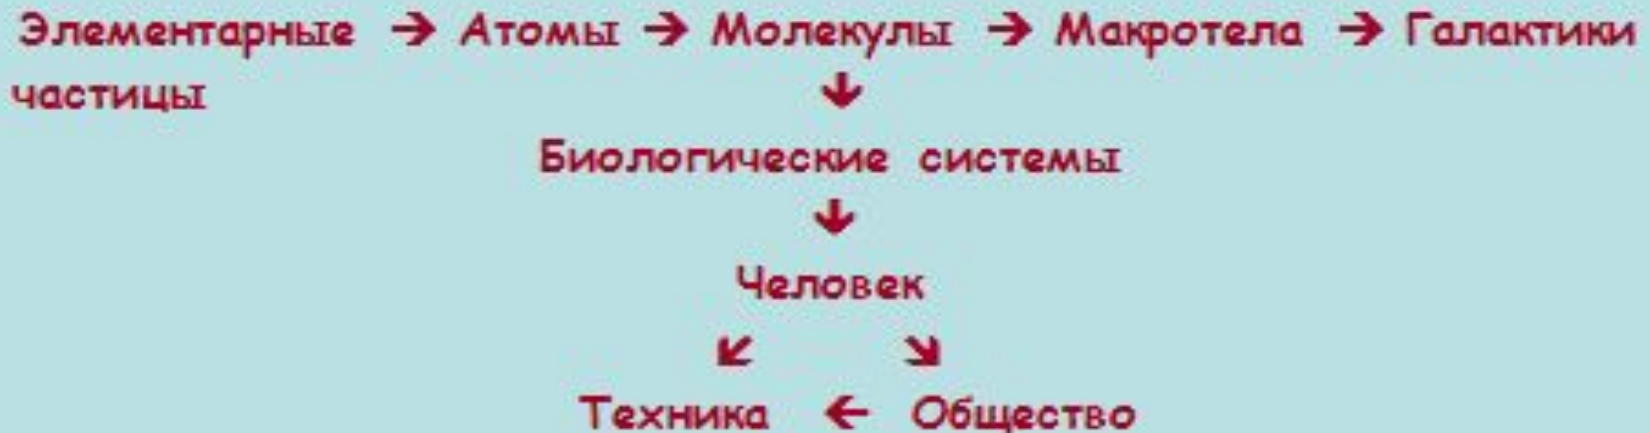 Элементарные → Атомы → Молекулы → Макротела → Галактики
частицы ↓
Биологические системы
↓
Человек
↙ ↘
Техника ← Общество